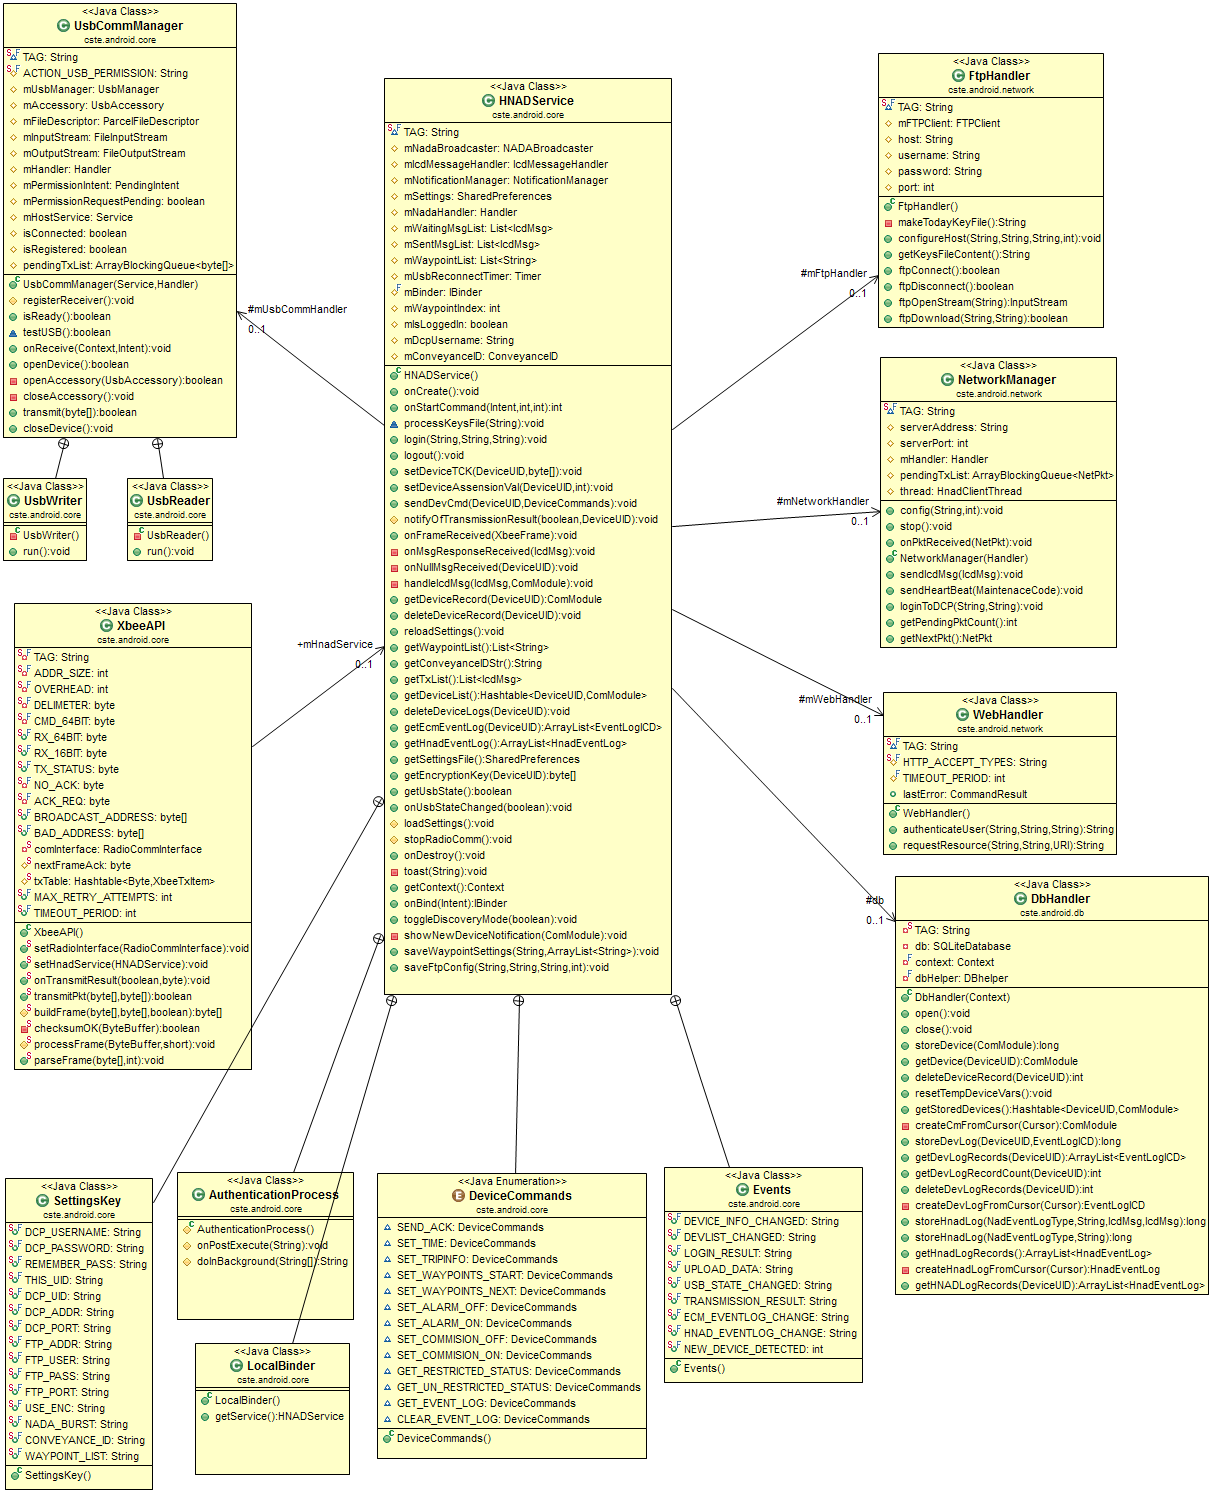 <<Java Class>>
UsbCommManager
cste.android.core
TAG: String
ACTION_USB_PERMISSION: String
mUsbManager: UsbManager
mAccessory: UsbAccessory
mFileDescriptor: ParcelFileDescriptor
mInputStream: FileInputStream
mOutputStream: FileOutputStream
mHandler: Handler
mPermissionIntent: PendingIntent
mPermissionRequestPending: boolean
mHostService: Service
isConnected: boolean
isRegistered: boolean
pendingTxList: ArrayBlockingQueue<byte[]>
UsbCommManager(Service,Handler)
registerReceiver():void
isReady():boolean
testUSB():boolean
onReceive(Context,Intent):void
openDevice():boolean
openAccessory(UsbAccessory):boolean
closeAccessory():void
transmit(byte[]):boolean
closeDevice():void
<<Java Class>>
UsbWriter
cste.android.core
UsbWriter()
run():void
<<Java Class>>
UsbReader
cste.android.core
UsbReader()
run():void
<<Java Class>>
XbeeAPI
cste.android.core
TAG: String
ADDR_SIZE: int
OVERHEAD: int
DELIMETER: byte
CMD_64BIT: byte
RX_64BIT: byte
RX_16BIT: byte
TX_STATUS: byte
NO_ACK: byte
ACK_REQ: byte
BROADCAST_ADDRESS: byte[]
BAD_ADDRESS: byte[]
comInterface: RadioCommInterface
nextFrameAck: byte
txTable: Hashtable<Byte,XbeeTxItem>
MAX_RETRY_ATTEMPTS: int
TIMEOUT_PERIOD: int
XbeeAPI()
setRadioInterface(RadioCommInterface):void
setHnadService(HNADService):void
onTransmitResult(boolean,byte):void
transmitPkt(byte[],byte[]):boolean
buildFrame(byte[],byte[],boolean):byte[]
checksumOK(ByteBuffer):boolean
processFrame(ByteBuffer,short):void
parseFrame(byte[],int):void
#mUsbCommHandler
0..1
+mHnadService
0..1
<<Java Class>>
HNADService
cste.android.core
TAG: String
mNadaBroadcaster: NADABroadcaster
mIcdMessageHandler: IcdMessageHandler
mNotificationManager: NotificationManager
mSettings: SharedPreferences
mNadaHandler: Handler
mWaitingMsgList: List<IcdMsg>
mSentMsgList: List<IcdMsg>
mWaypointList: List<String>
mUsbReconnectTimer: Timer
mBinder: IBinder
mWaypointIndex: int
mIsLoggedIn: boolean
mDcpUsername: String
mConveyanceID: ConveyanceID
HNADService()
onCreate():void
onStartCommand(Intent,int,int):int
processKeysFile(String):void
login(String,String,String):void
logout():void
setDeviceTCK(DeviceUID,byte[]):void
setDeviceAssensionVal(DeviceUID,int):void
sendDevCmd(DeviceUID,DeviceCommands):void
notifyOfTransmissionResult(boolean,DeviceUID):void
onFrameReceived(XbeeFrame):void
onMsgResponseReceived(IcdMsg):void
onNullMsgReceived(DeviceUID):void
handleIcdMsg(IcdMsg,ComModule):void
getDeviceRecord(DeviceUID):ComModule
deleteDeviceRecord(DeviceUID):void
reloadSettings():void
getWaypointList():List<String>
getConveyanceIDStr():String
getTxList():List<IcdMsg>
getDeviceList():Hashtable<DeviceUID,ComModule>
deleteDeviceLogs(DeviceUID):void
getEcmEventLog(DeviceUID):ArrayList<EventLogICD>
getHnadEventLog():ArrayList<HnadEventLog>
getSettingsFile():SharedPreferences
getEncryptionKey(DeviceUID):byte[]
getUsbState():boolean
onUsbStateChanged(boolean):void
loadSettings():void
stopRadioComm():void
onDestroy():void
toast(String):void
getContext():Context
onBind(Intent):IBinder
toggleDiscoveryMode(boolean):void
showNewDeviceNotification(ComModule):void
saveWaypointSettings(String,ArrayList<String>):void
saveFtpConfig(String,String,String,int):void
#mFtpHandler
0..1
#mNetworkHandler
0..1
#mWebHandler
0..1
#db
0..1
<<Java Class>>
FtpHandler
cste.android.network
TAG: String
mFTPClient: FTPClient
host: String
username: String
password: String
port: int
FtpHandler()
makeTodayKeyFile():String
configureHost(String,String,String,int):void
getKeysFileContent():String
ftpConnect():boolean
ftpDisconnect():boolean
ftpOpenStream(String):InputStream
ftpDownload(String,String):boolean
<<Java Class>>
NetworkManager
cste.android.network
TAG: String
serverAddress: String
serverPort: int
mHandler: Handler
pendingTxList: ArrayBlockingQueue<NetPkt>
thread: HnadClientThread
config(String,int):void
stop():void
onPktReceived(NetPkt):void
NetworkManager(Handler)
sendIcdMsg(IcdMsg):void
sendHeartBeat(MaintenaceCode):void
loginToDCP(String,String):void
getPendingPktCount():int
getNextPkt():NetPkt
<<Java Class>>
WebHandler
cste.android.network
TAG: String
HTTP_ACCEPT_TYPES: String
TIMEOUT_PERIOD: int
lastError: CommandResult
WebHandler()
authenticateUser(String,String,String):String
requestResource(String,String,URI):String
<<Java Class>>
DbHandler
cste.android.db
TAG: String
db: SQLiteDatabase
context: Context
dbHelper: DBhelper
DbHandler(Context)
open():void
close():void
storeDevice(ComModule):long
getDevice(DeviceUID):ComModule
deleteDeviceRecord(DeviceUID):int
resetTempDeviceVars():void
getStoredDevices():Hashtable<DeviceUID,ComModule>
createCmFromCursor(Cursor):ComModule
storeDevLog(DeviceUID,EventLogICD):long
getDevLogRecords(DeviceUID):ArrayList<EventLogICD>
getDevLogRecordCount(DeviceUID):int
deleteDevLogRecords(DeviceUID):int
createDevLogFromCursor(Cursor):EventLogICD
storeHnadLog(NadEventLogType,String,IcdMsg,IcdMsg):long
storeHnadLog(NadEventLogType,String):long
getHnadLogRecords():ArrayList<HnadEventLog>
createHnadLogFromCursor(Cursor):HnadEventLog
getHNADLogRecords(DeviceUID):ArrayList<HnadEventLog>
<<Java Class>>
SettingsKey
cste.android.core
DCP_USERNAME: String
DCP_PASSWORD: String
REMEMBER_PASS: String
THIS_UID: String
DCP_UID: String
DCP_ADDR: String
DCP_PORT: String
FTP_ADDR: String
FTP_USER: String
FTP_PASS: String
FTP_PORT: String
USE_ENC: String
NADA_BURST: String
CONVEYANCE_ID: String
WAYPOINT_LIST: String
SettingsKey()
<<Java Class>>
AuthenticationProcess
cste.android.core
AuthenticationProcess()
onPostExecute(String):void
doInBackground(String[]):String
<<Java Class>>
LocalBinder
cste.android.core
LocalBinder()
getService():HNADService
<<Java Enumeration>>
DeviceCommands
cste.android.core
SEND_ACK: DeviceCommands
SET_TIME: DeviceCommands
SET_TRIPINFO: DeviceCommands
SET_WAYPOINTS_START: DeviceCommands
SET_WAYPOINTS_NEXT: DeviceCommands
SET_ALARM_OFF: DeviceCommands
SET_ALARM_ON: DeviceCommands
SET_COMMISION_OFF: DeviceCommands
SET_COMMISION_ON: DeviceCommands
GET_RESTRICTED_STATUS: DeviceCommands
GET_UN_RESTRICTED_STATUS: DeviceCommands
GET_EVENT_LOG: DeviceCommands
CLEAR_EVENT_LOG: DeviceCommands
DeviceCommands()
<<Java Class>>
Events
cste.android.core
DEVICE_INFO_CHANGED: String
DEVLIST_CHANGED: String
LOGIN_RESULT: String
UPLOAD_DATA: String
USB_STATE_CHANGED: String
TRANSMISSION_RESULT: String
ECM_EVENTLOG_CHANGE: String
HNAD_EVENTLOG_CHANGE: String
NEW_DEVICE_DETECTED: int
Events()